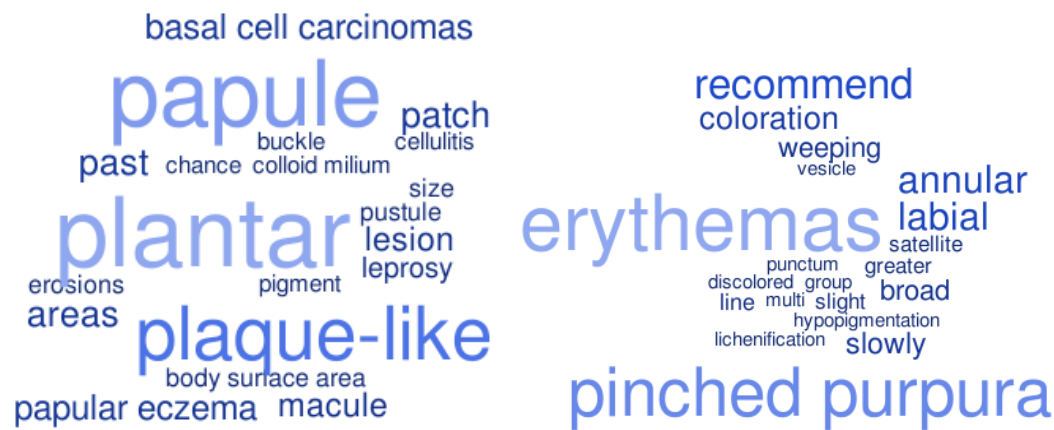 basal cell carcinomas
papule
patch
buckle
cellulitis
past
chance
colloid milium
size
plantar
pustule
lesion
leprosy
erosions
pigment
areas
plaque-like
body surface area
papular eczema
macule
recommend
coloration
weeping
vesicle
annular
erythemas
labial
satellite
punctum
greater
discolored
group
broad
line
multi
slight
hypopigmentation
lichenification
slowly
pinched purpura